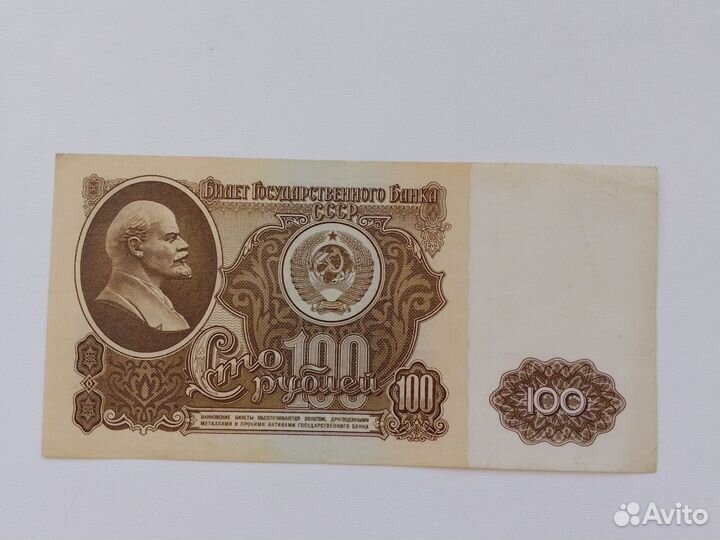 Билет Государственного Банка
СССР
Сто 100
рублей
100
100
БАНКОВСКИЕ БИЛЕТЫ ОБЕСПЕЧИВАЮТСЯ ЗОЛОТОМ, ДРАГОЦЕННЫМИ
МЕТАЛЛАМИ И ПРОЧИМИ АКТИВАМИ ГОСУДАРСТВЕННОГО БАНКА
Avito